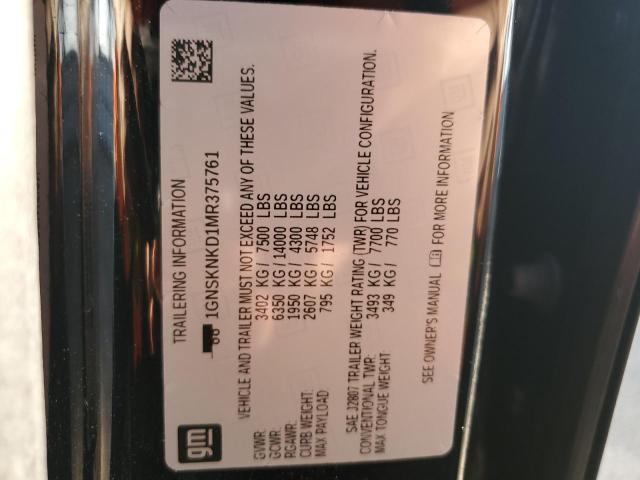 TRAILERING INFORMATION
1GNSKNKD1MR375761
VEHICLE AND TRAILER MUST NOT EXCEED ANY OF THESE VALUES.
GVWR: 3402 KG / 7500 LBS
GCWR: 6350 KG / 14000 LBS
RGAWR: 1950 KG / 4300 LBS
CURB WEIGHT: 2607 KG / 5748 LBS
MAX PAYLOAD: 795 KG / 1752 LBS
SAE J2807 TRAILER WEIGHT RATING (TWR) FOR VEHICLE CONFIGURATION.
CONVENTIONAL TWR: 3493 KG / 7700 LBS
MAX TONGUE WEIGHT: 349 KG / 770 LBS
SEE OWNER'S MANUAL FOR MORE INFORMATION
gm